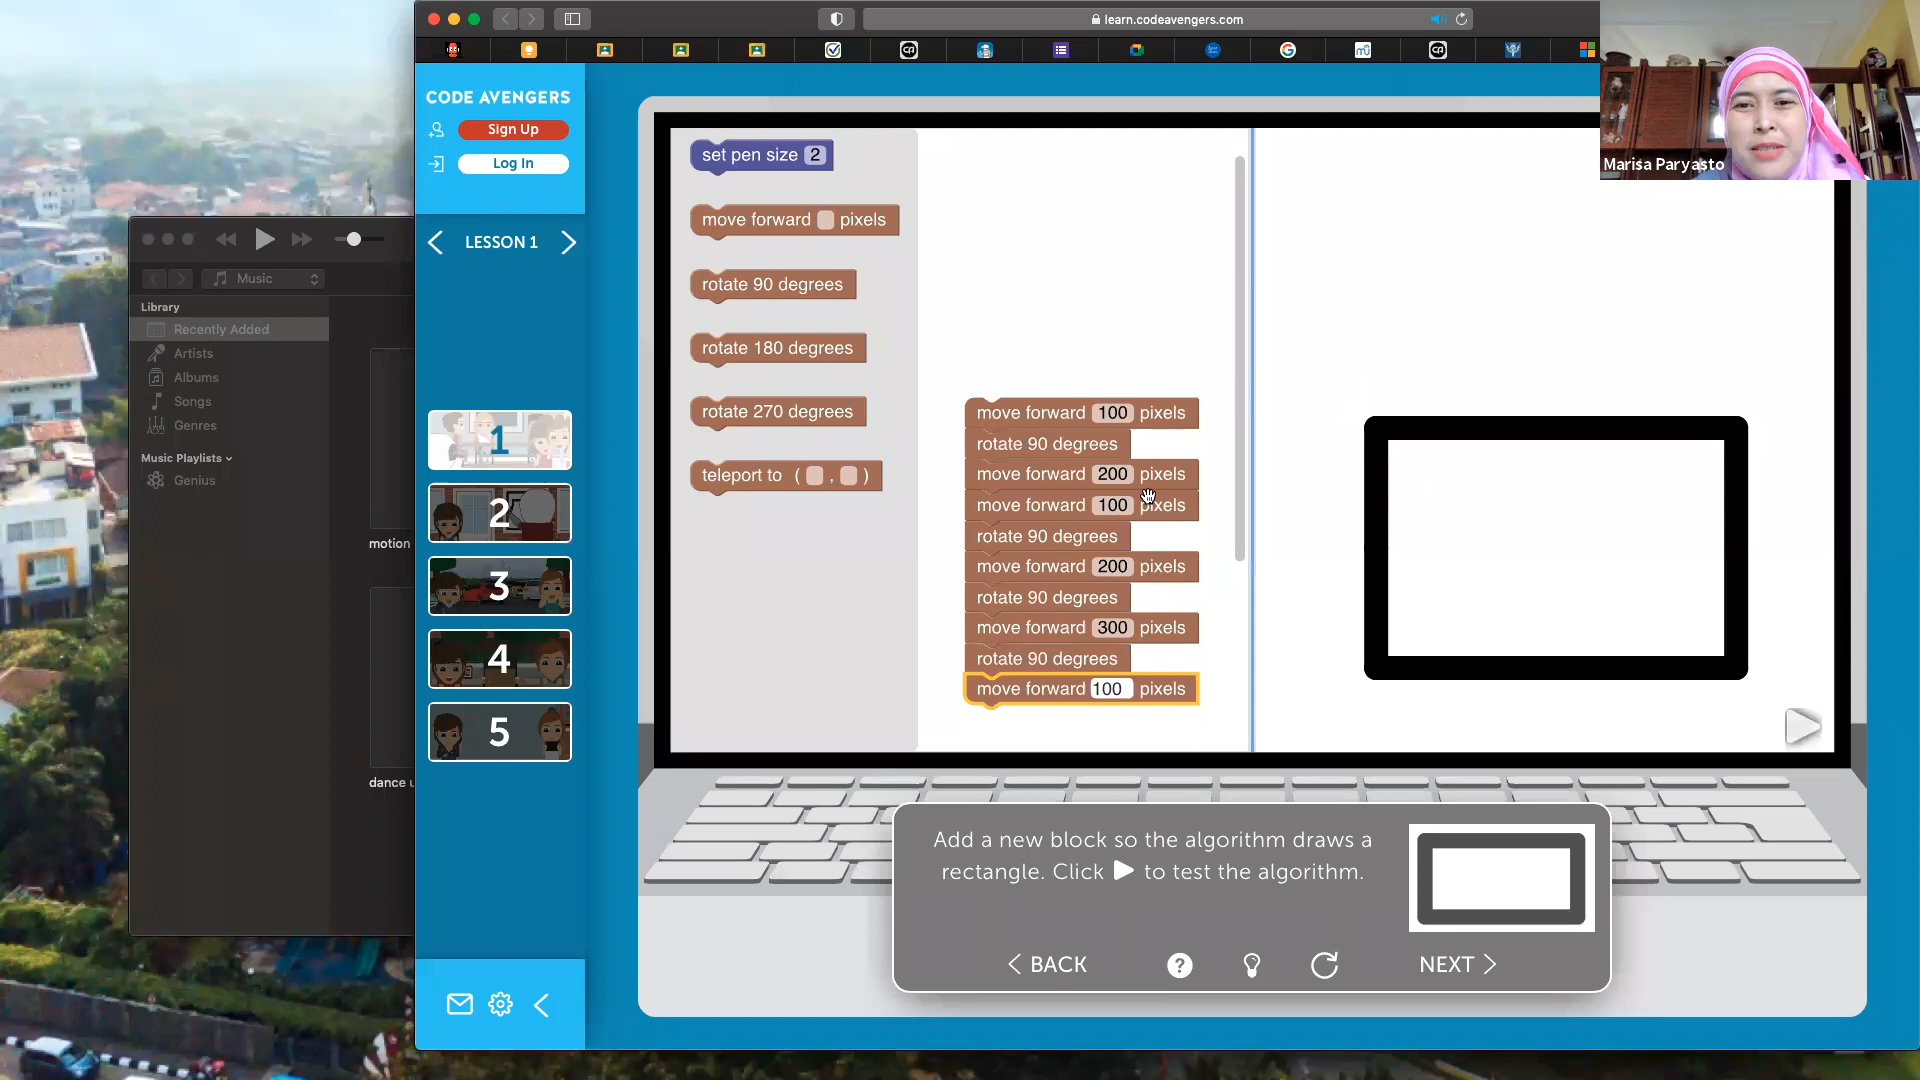 learn.codeavengers.com
CODE AVENGERS
Sign Up
Log In
LESSON 1
1
2
3
4
5
Music
Library
Recently Added
Artists
Albums
Songs
Genres
Music Playlists
Genius
motion
dance u
set pen size 2
move forward pixels
rotate 90 degrees
rotate 180 degrees
rotate 270 degrees
teleport to ( , )
move forward 100 pixels
rotate 90 degrees
move forward 200 pixels
move forward 100 pixels
rotate 90 degrees
move forward 200 pixels
rotate 90 degrees
move forward 300 pixels
rotate 90 degrees
move forward 100 pixels
Marisa Paryasto
Add a new block so the algorithm draws a
rectangle. Click to test the algorithm.
BACK
?
NEXT